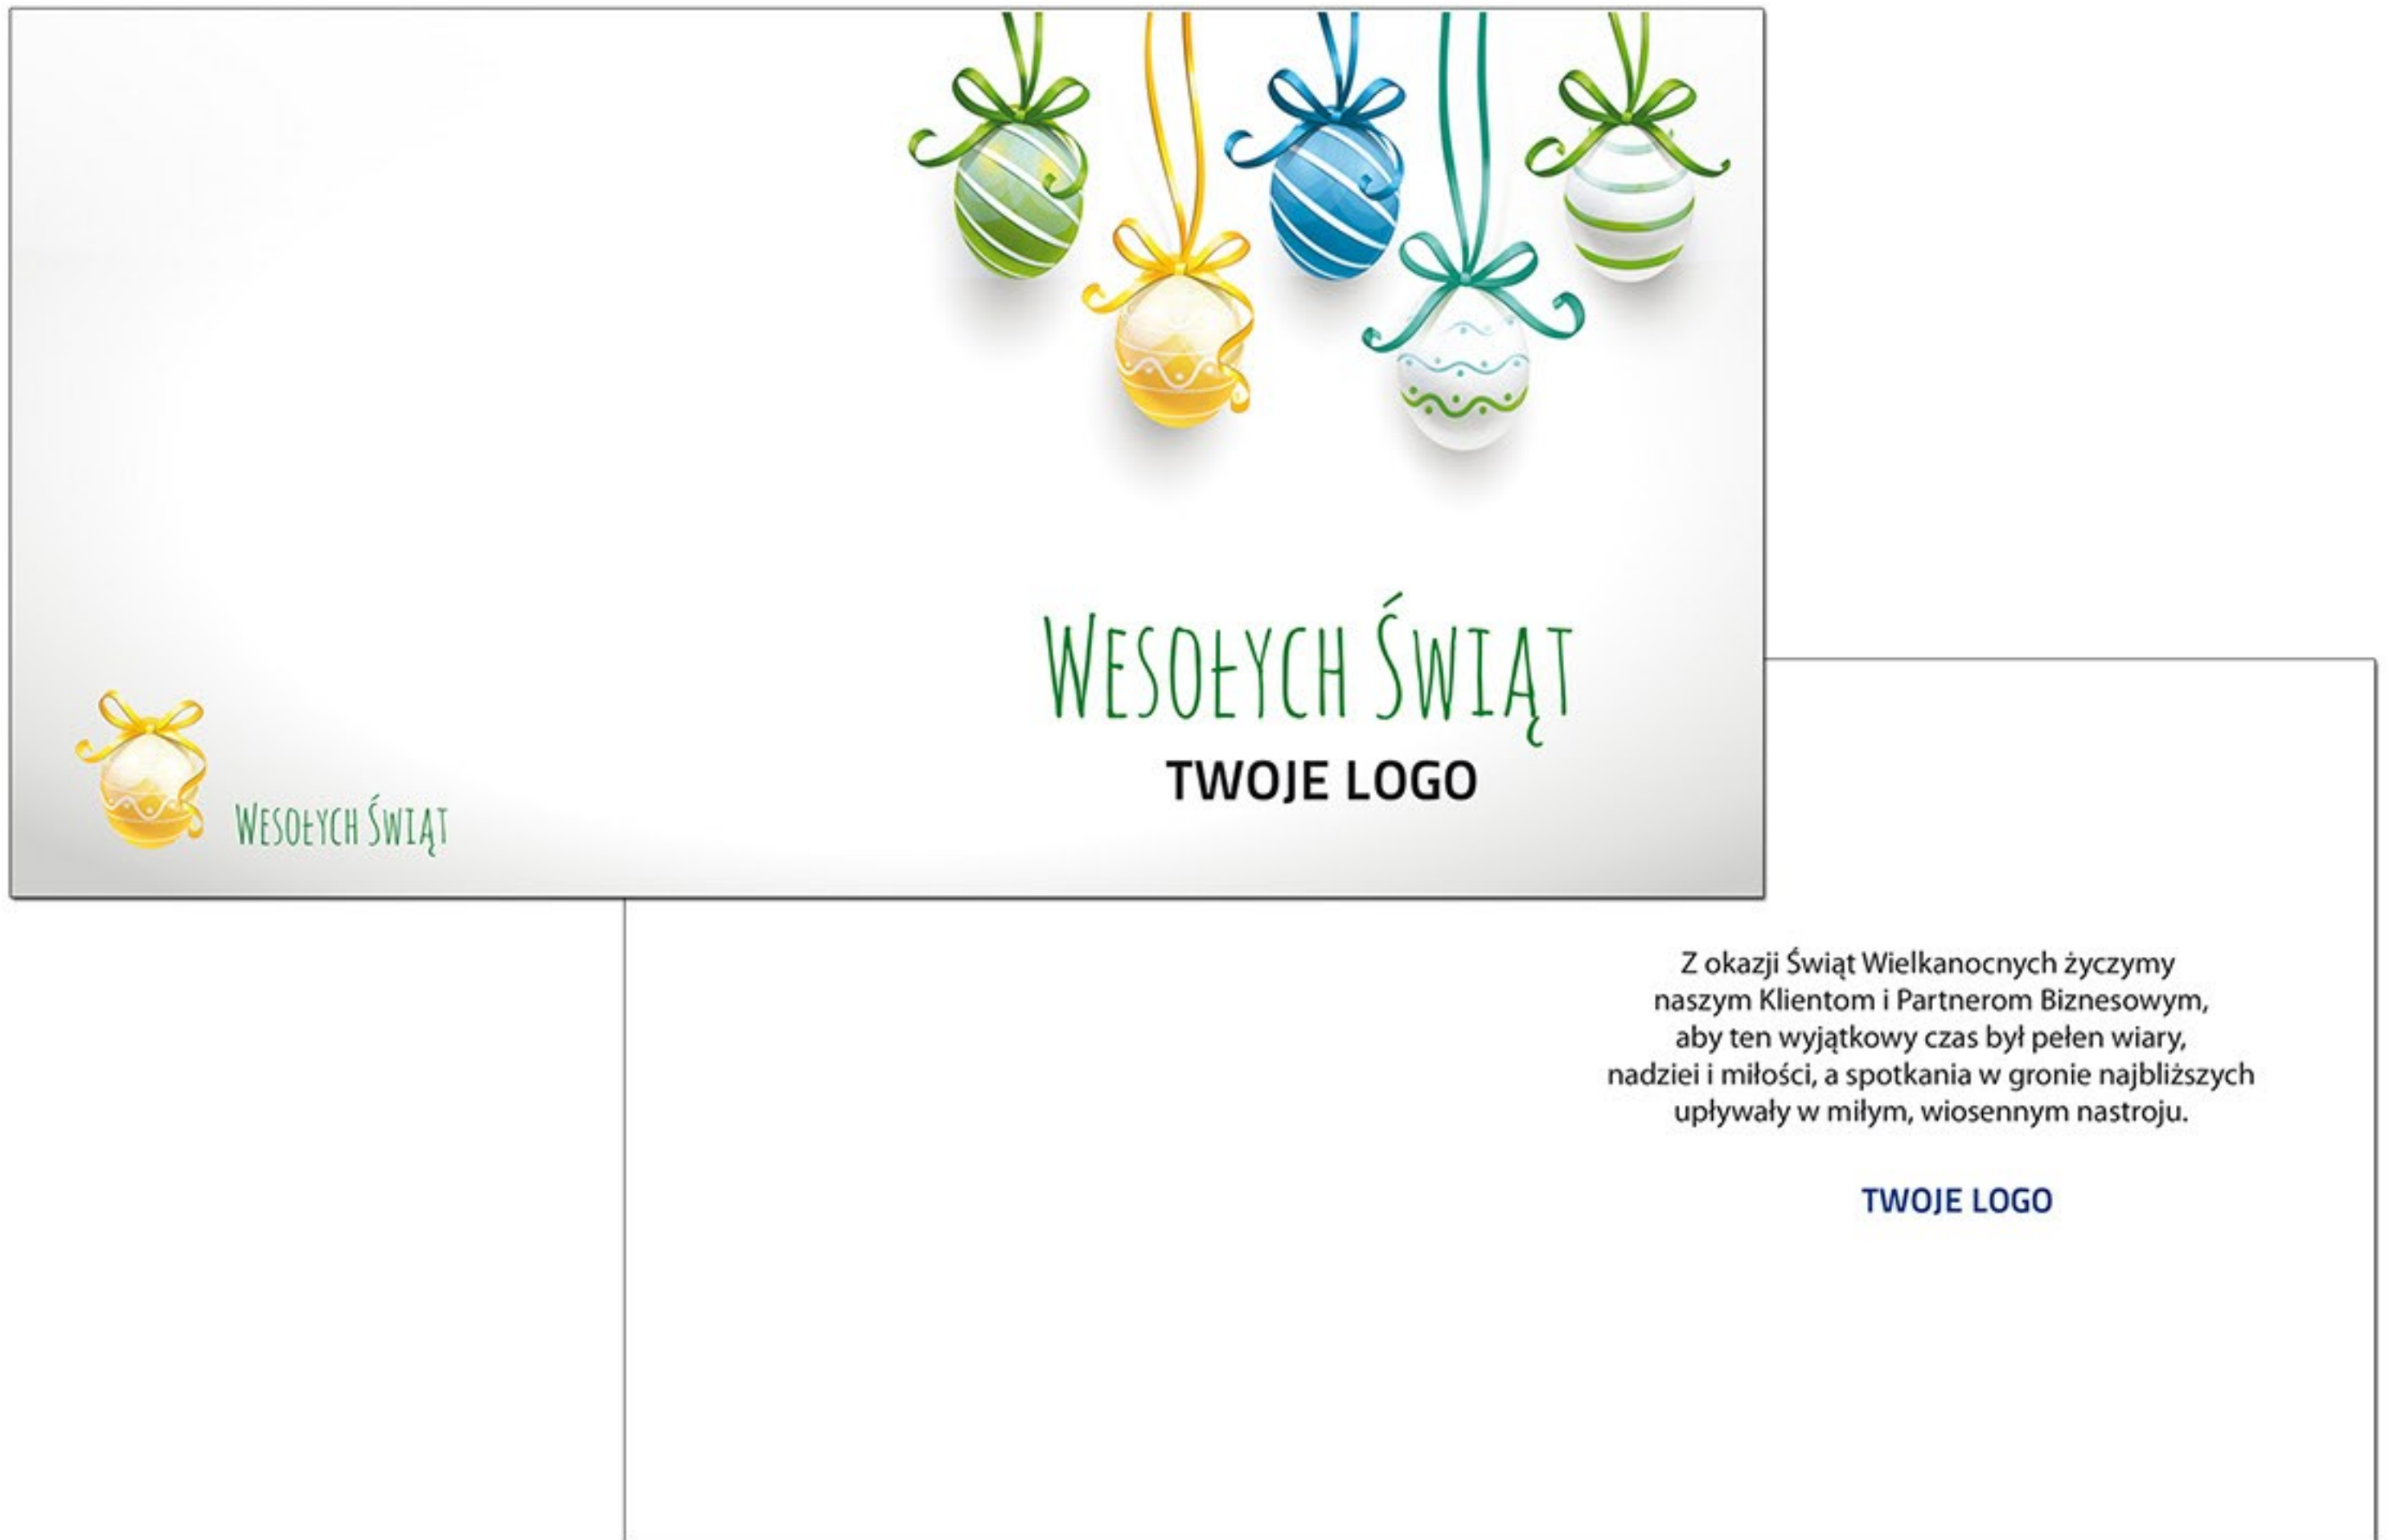 Wesołych Świąt
TWOJE LOGO
Wesołych Świąt
Z okazji Świąt Wielkanocnych życzymy
naszym Klientom i Partnerom Biznesowym,
aby ten wyjątkowy czas był pełen wiary,
nadziei i miłości, a spotkania w gronie najbliższych
upływały w miłym, wiosennym nastroju.
TWOJE LOGO